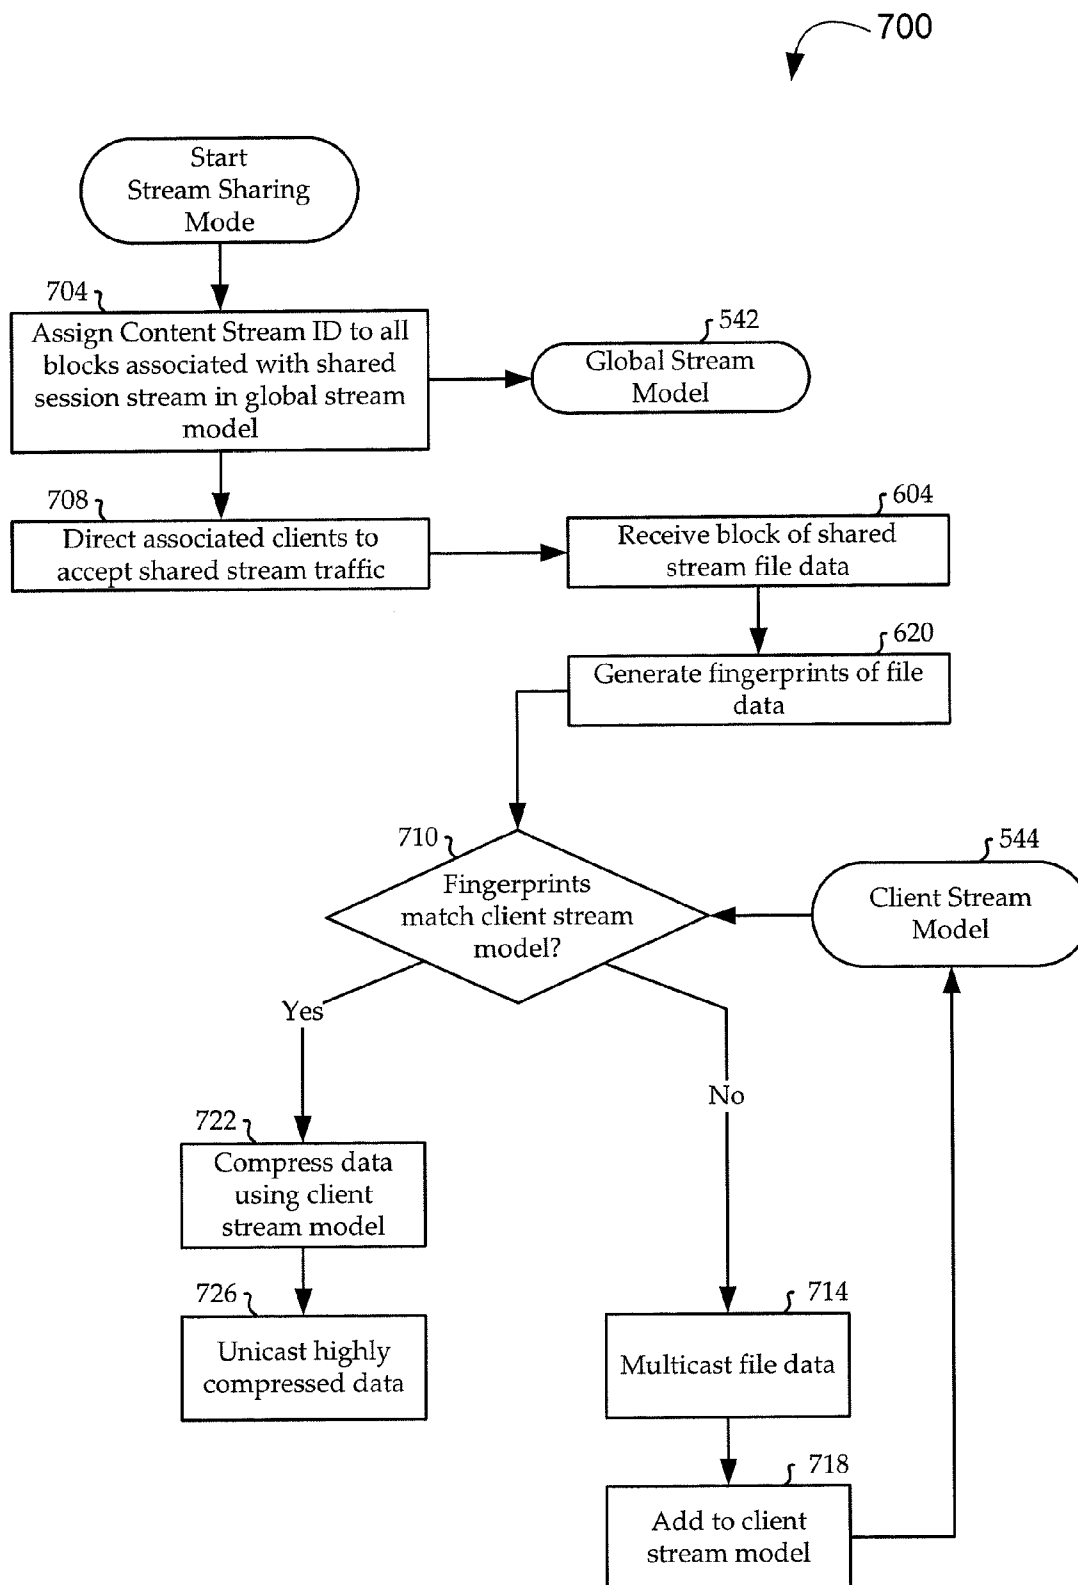 700
Start
Stream Sharing
Mode
704
Assign Content Stream ID to all
blocks associated with shared
session stream in global stream
model
542
Global Stream
Model
708
Direct associated clients to
accept shared stream traffic
604
Receive block of shared
stream file data
620
Generate fingerprints of file
data
710
Fingerprints
match client stream
model?
544
Client Stream
Model
Yes
No
722
Compress data
using client
stream model
726
Unicast highly
compressed data
714
Multicast file data
718
Add to client
stream model